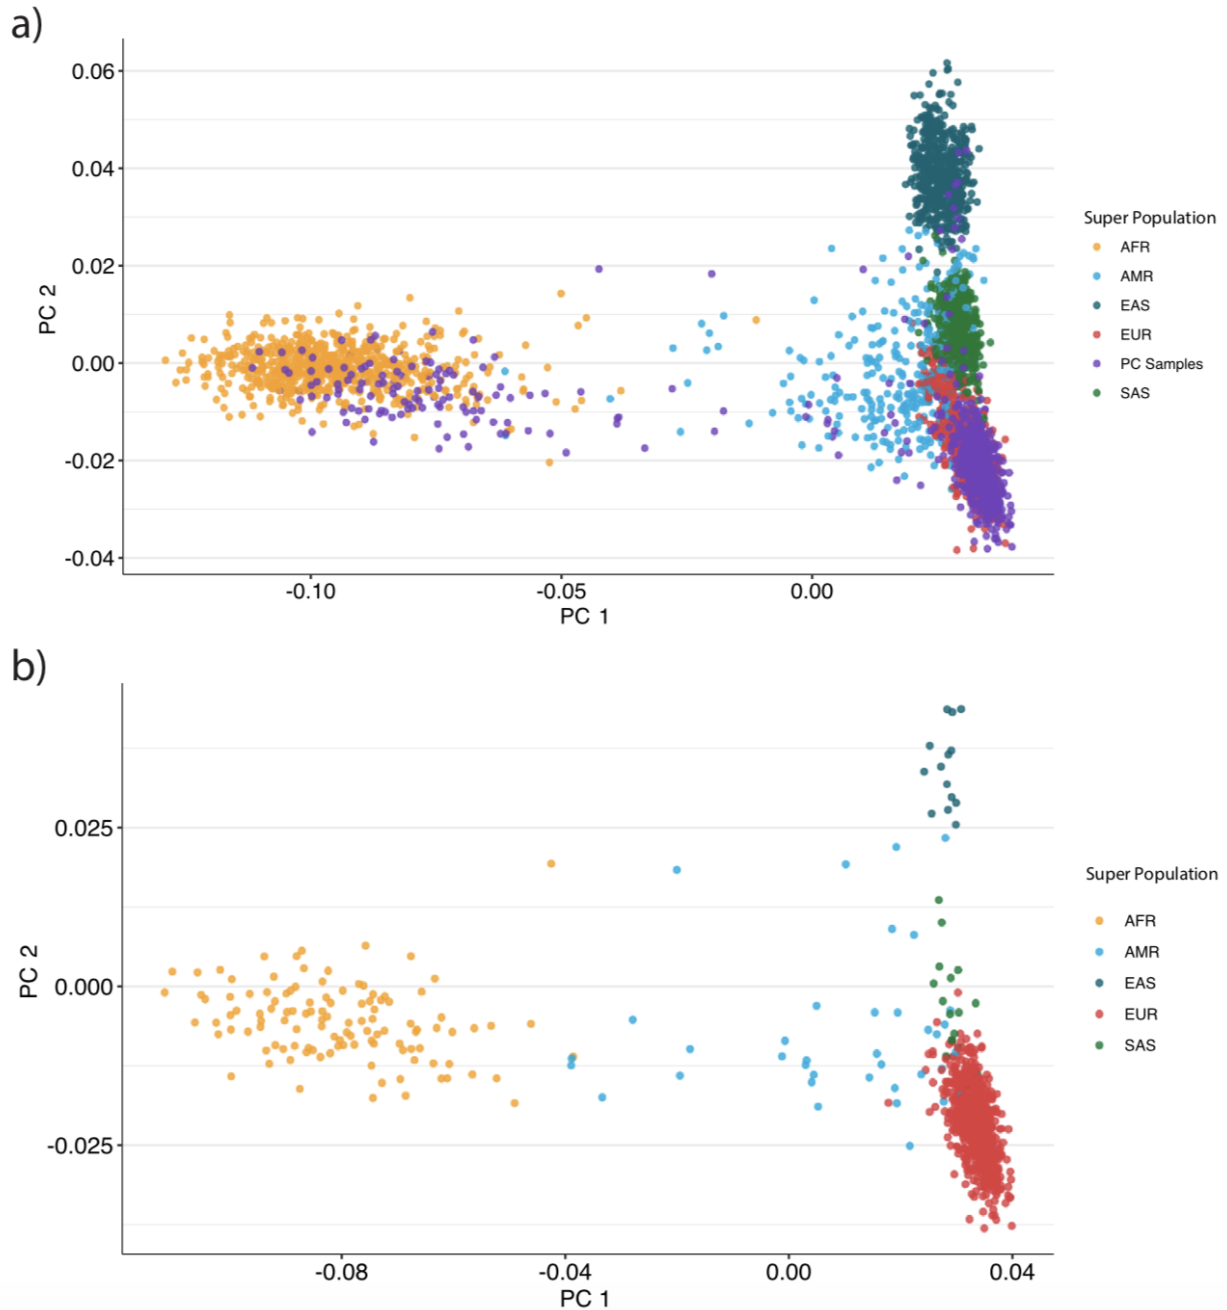 a)
0.06
0.04
0.02
0.00
-0.02
-0.04
PC 2
-0.10
-0.05
0.00
PC 1
Super Population
AFR
AMR
EAS
EUR
PC Samples
SAS
b)
0.025
0.000
-0.025
PC 2
-0.08
-0.04
0.00
0.04
PC 1
Super Population
AFR
AMR
EAS
EUR
SAS